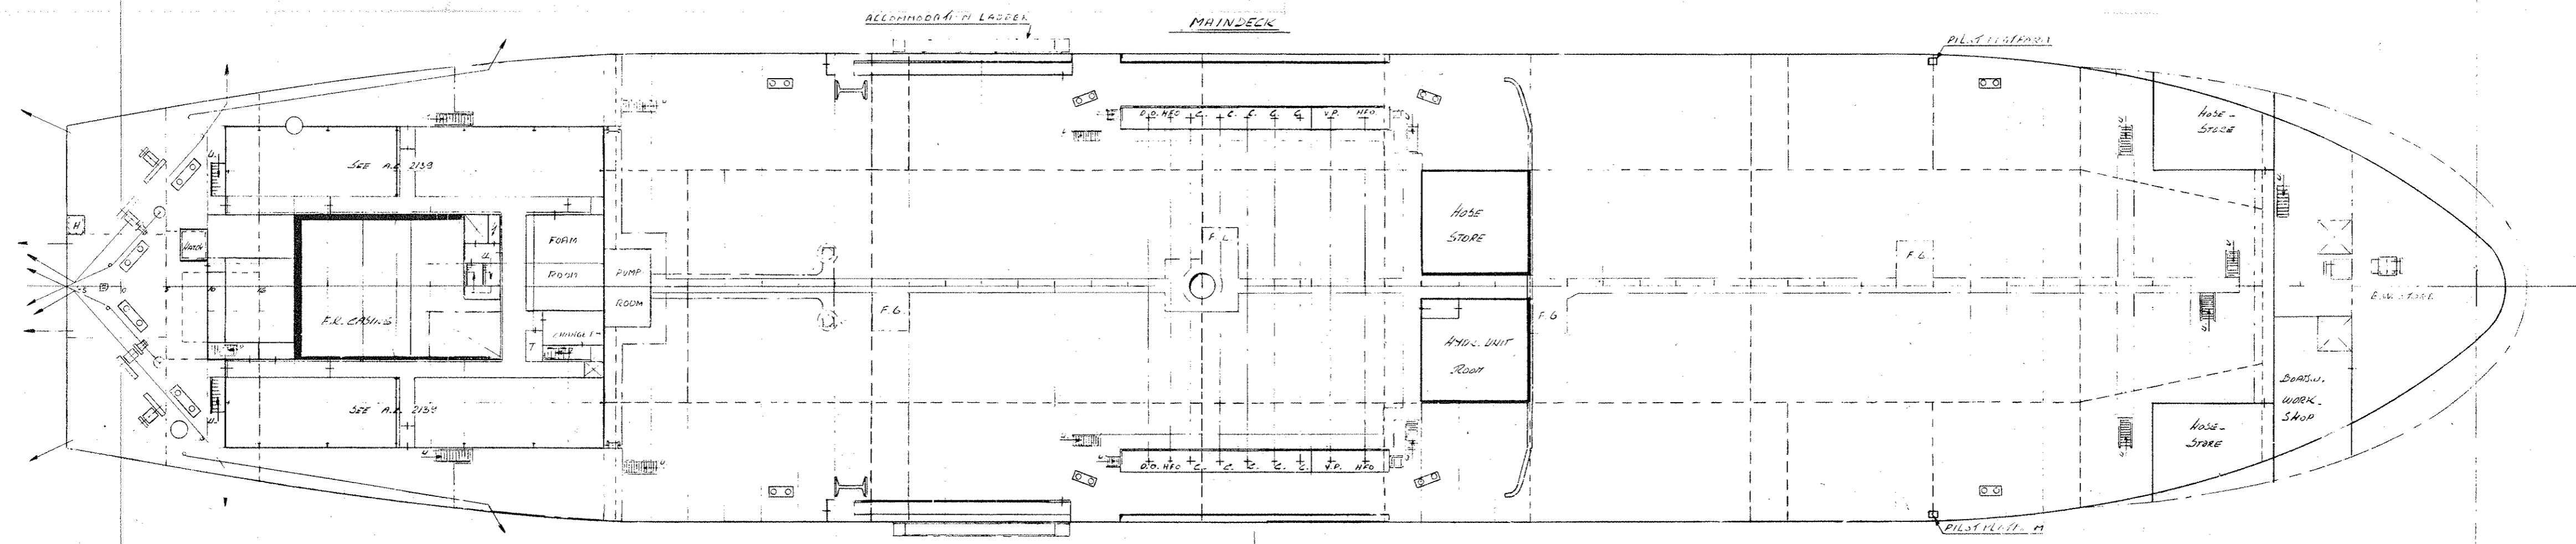 ACCOMMODATION LADDER
MAINDECK
PILOT PLATFORM
D.O. HFO C. C. C. C. C. V.P. HFO
HOSE-
STORE
SEE A.E. 2139
H
HATCH
FOAM
ROOM
PUMP
ROOM
HOSE
STORE
F.G.
F.G.
E.R. CASING
F.G.
HYDR. UNIT
ROOM
BOATSW.
WORK-
SHOP
SEE A.E. 2139
HOSE-
STORE
D.O. HFO C. C. C. C. C. V.P. HFO
PILOT PLATFORM